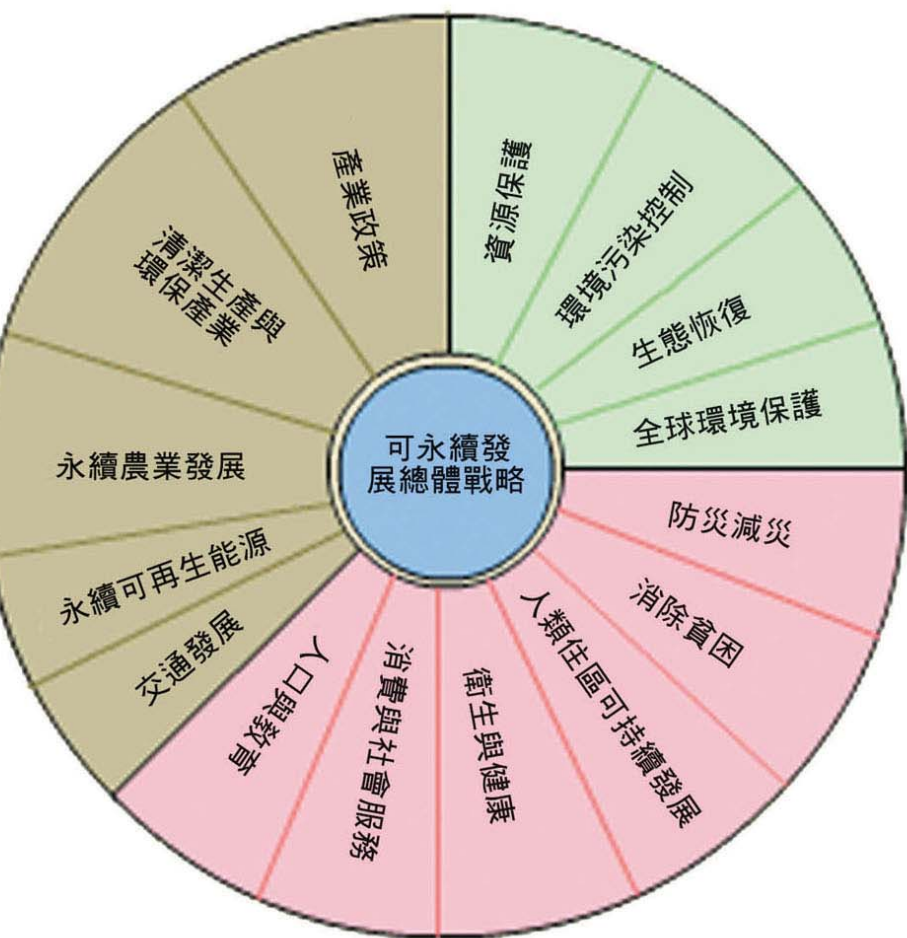 可永續發
展總體戰略
資源保護
環境污染控制
生態恢復
全球環境保護
防災減災
消除貧困
人類住區可持續發展
衛生與健康
消費與社會服務
人口與教育
交通發展
永續可再生能源
永續農業發展
清潔生產與
環保產業
產業政策